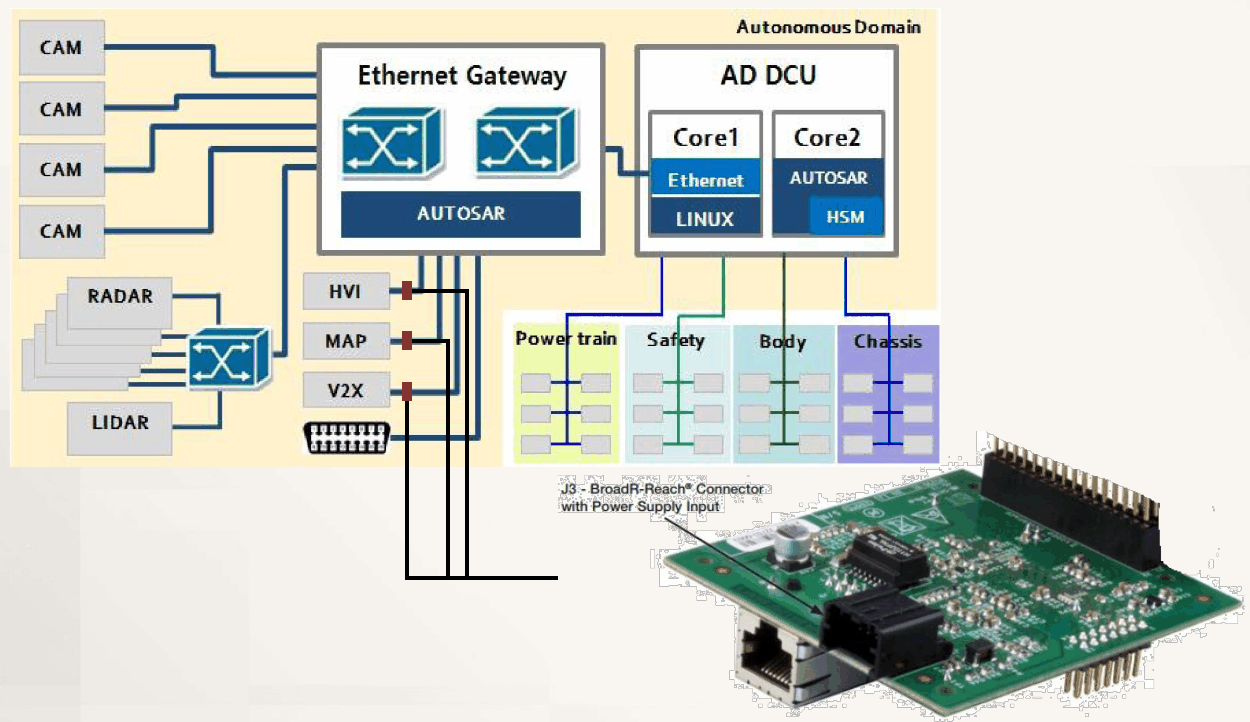 Autonomous Domain
CAM
CAM
CAM
CAM
Ethernet Gateway
AUTOSAR
AD DCU
Core1
Ethernet
LINUX
Core2
AUTOSAR
HSM
RADAR
LIDAR
HVI
MAP
V2X
Power train
Safety
Body
Chassis
J3 - BroadR-Reach® Connector
with Power Supply Input